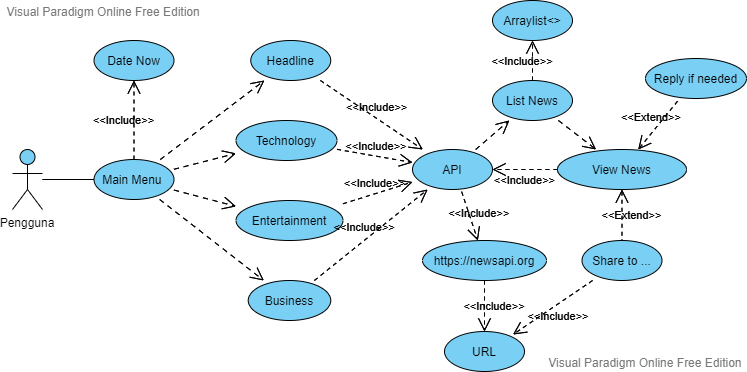 Visual Paradigm Online Free Edition
Arraylist<>
Date Now
Headline
<<Include>>
Reply if needed
List News
<<Include>>
<<Include>>
<<Extend>>
Technology
<<Include>>
Main Menu
API
View News
<<Include>>
<<Include>>
Pengguna
Entertainment
<<Include>>
<<Include>>
<<Extend>>
https://newsapi.org
Share to ...
Business
<<Include>>
<<Include>>
URL
Visual Paradigm Online Free Edition